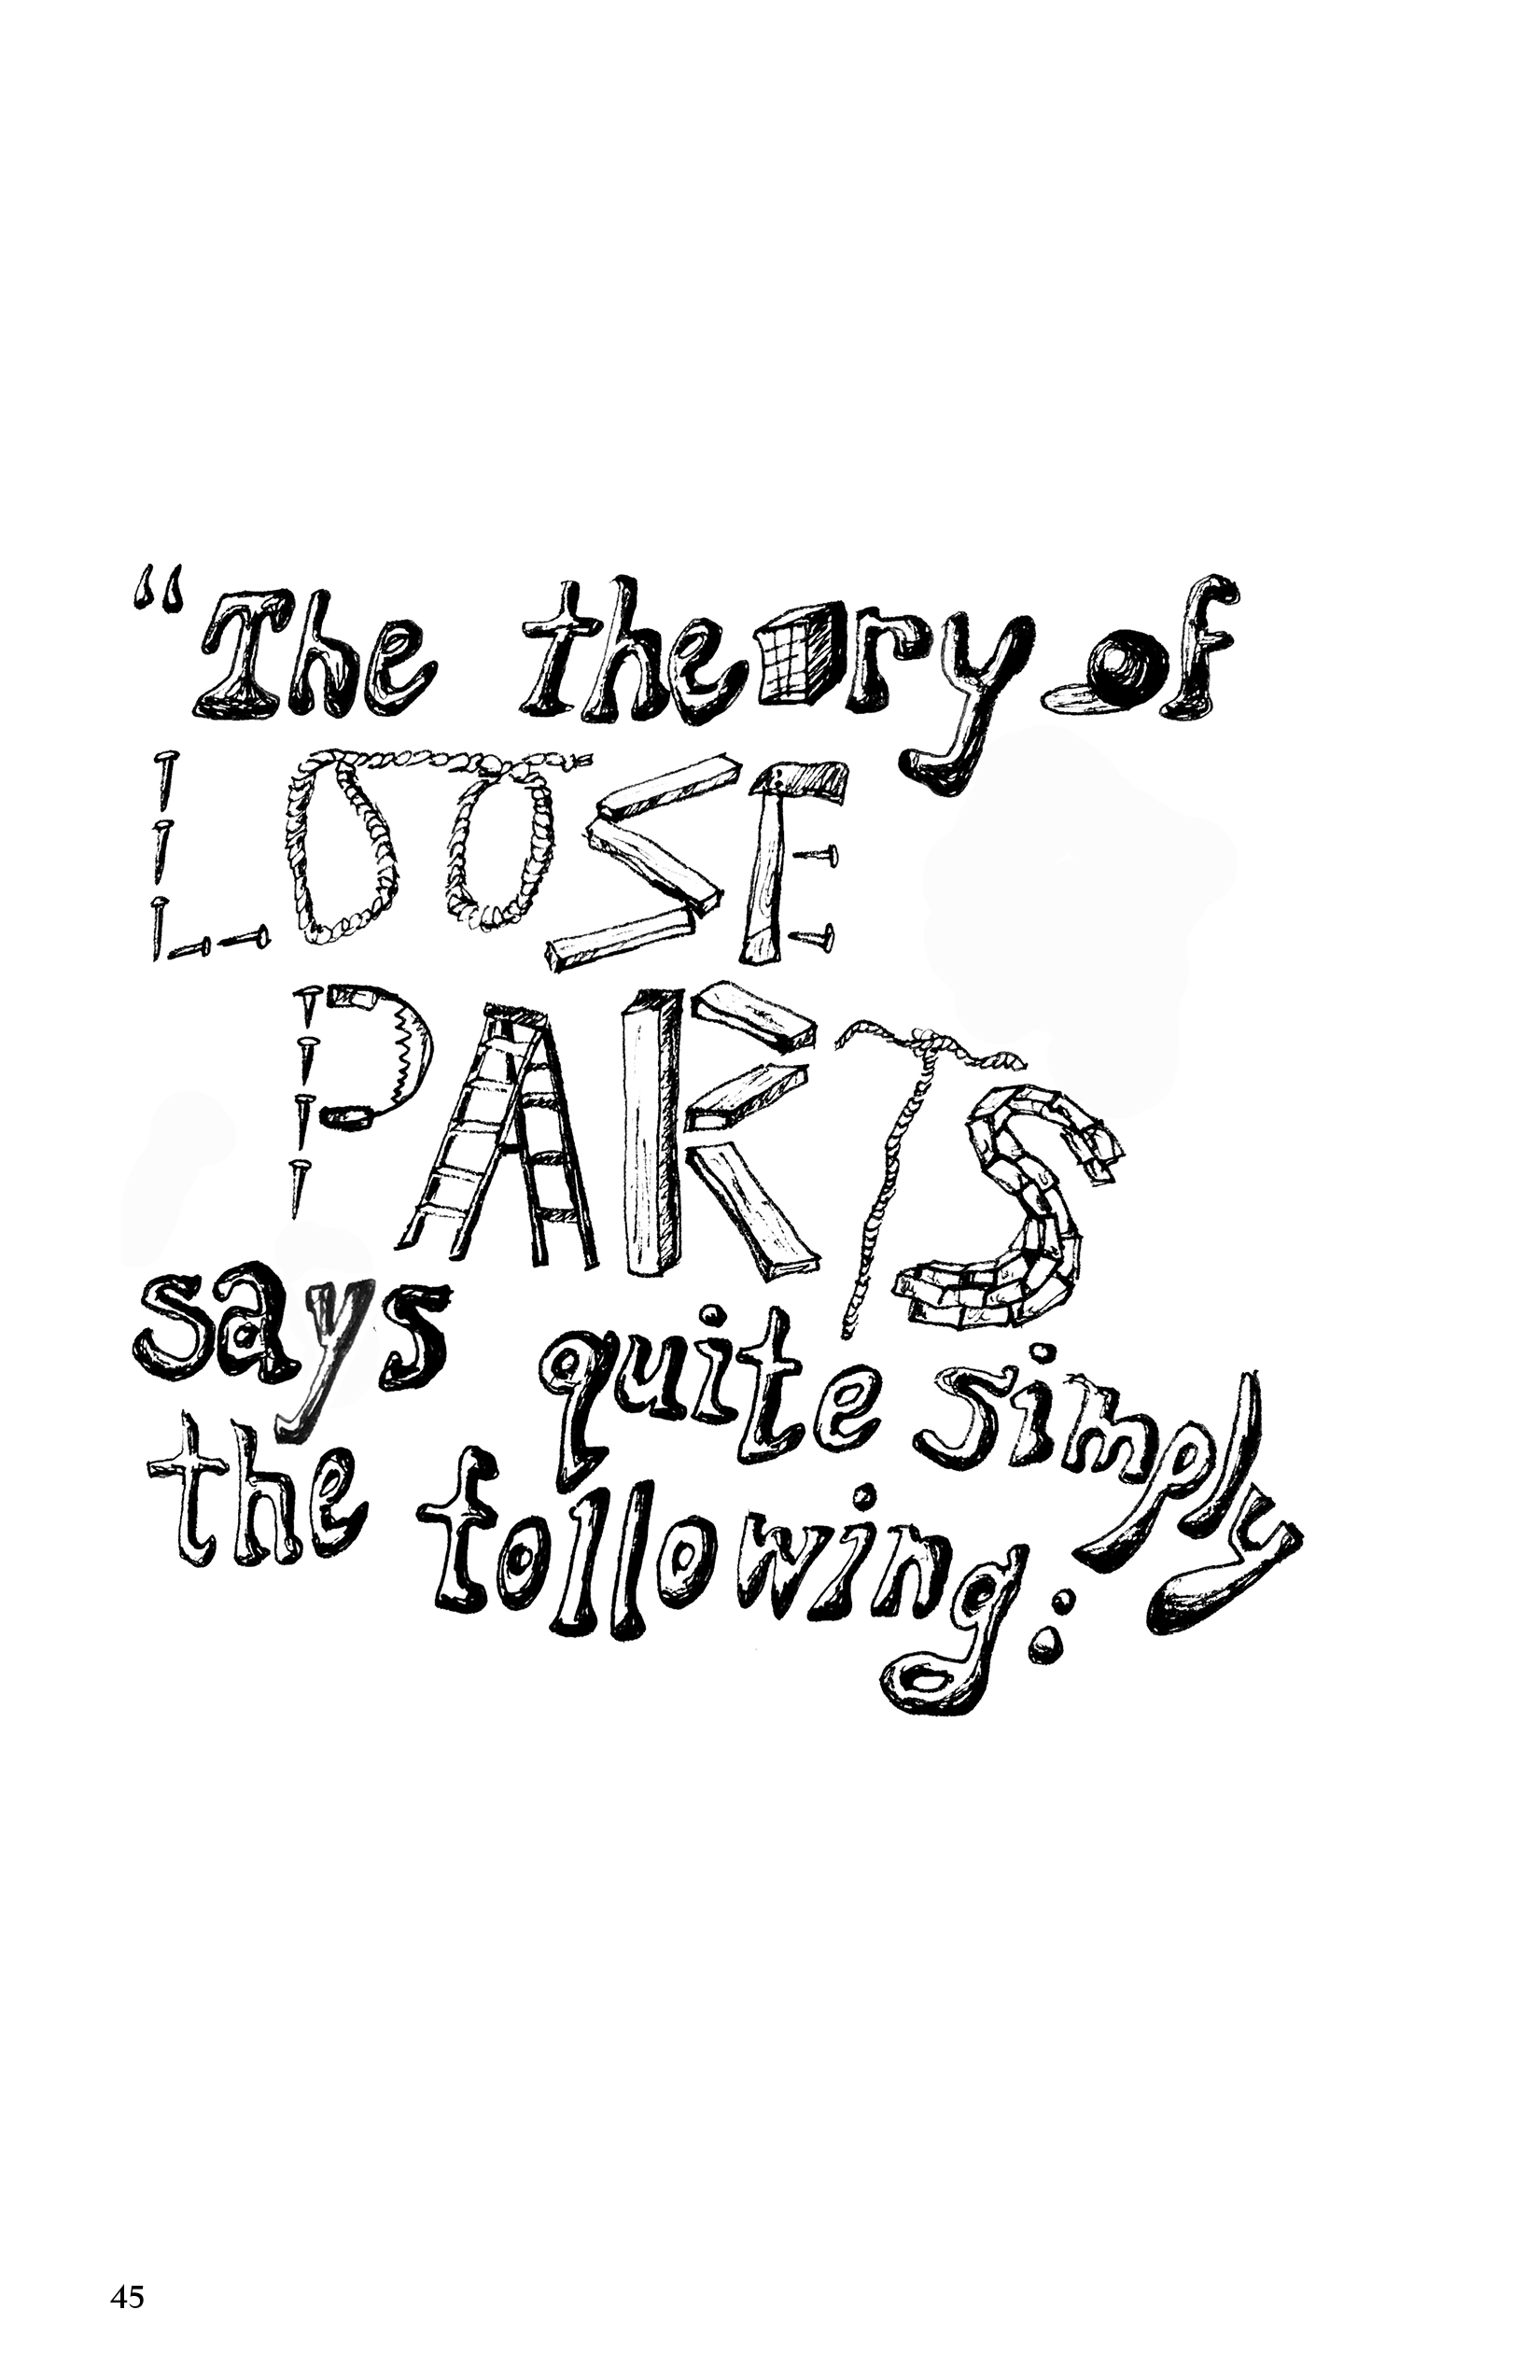 “The theory of
LOOSE
PARTS
says quite simply
the following:
45